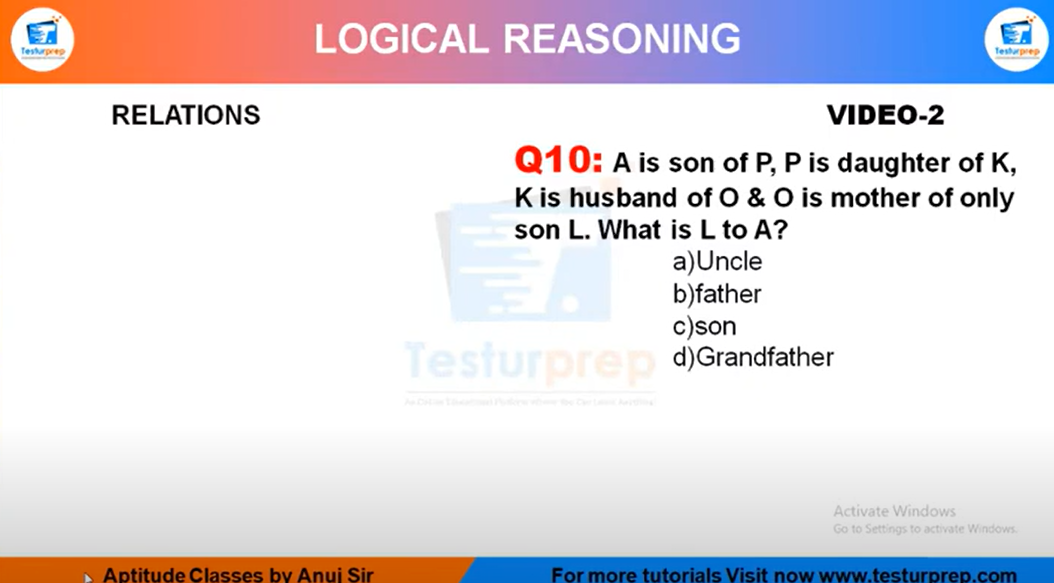 Testurprep
LOGICAL REASONING
Testurprep
RELATIONS
VIDEO-2
Q10: A is son of P, P is daughter of K,
K is husband of O & O is mother of only
son L. What is L to A?
a)Uncle
b)father
c)son
d)Grandfather
Testurprep
An Online Educational Platform Where You Can Learn Anything
Activate Windows
Go to Settings to activate Windows.
Aptitude Classes by Anuj Sir
For more tutorials Visit now www.testurprep.com